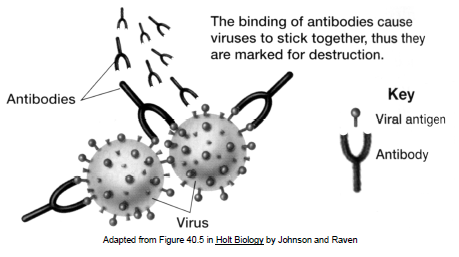 The binding of antibodies cause
viruses to stick together, thus they
are marked for destruction.
Antibodies
Key
Viral antigen
Antibody
Virus
Adapted from Figure 40.5 in Holt Biology by Johnson and Raven